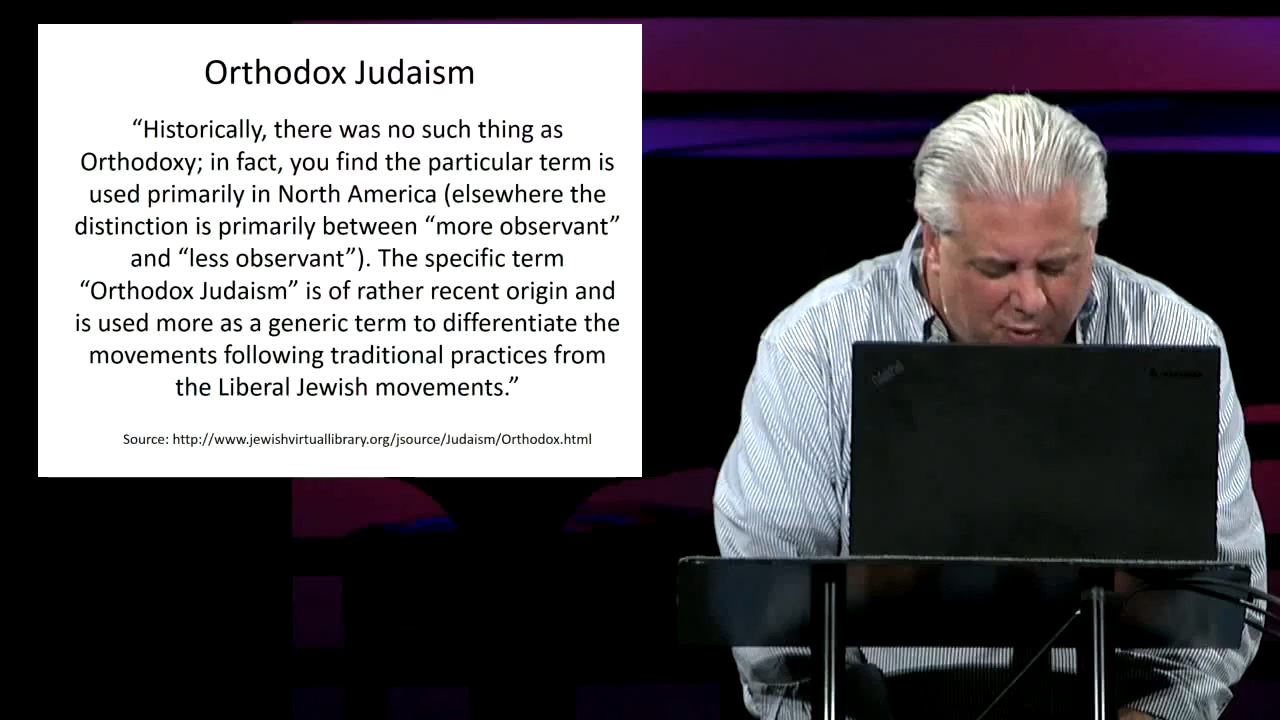 Orthodox Judaism
“Historically, there was no such thing as
Orthodoxy; in fact, you find the particular term is
used primarily in North America (elsewhere the
distinction is primarily between “more observant”
and “less observant”). The specific term
“Orthodox Judaism” is of rather recent origin and
is used more as a generic term to differentiate the
movements following traditional practices from
the Liberal Jewish movements.”
Source: http://www.jewishvirtuallibrary.org/jsource/Judaism/Orthodox.html